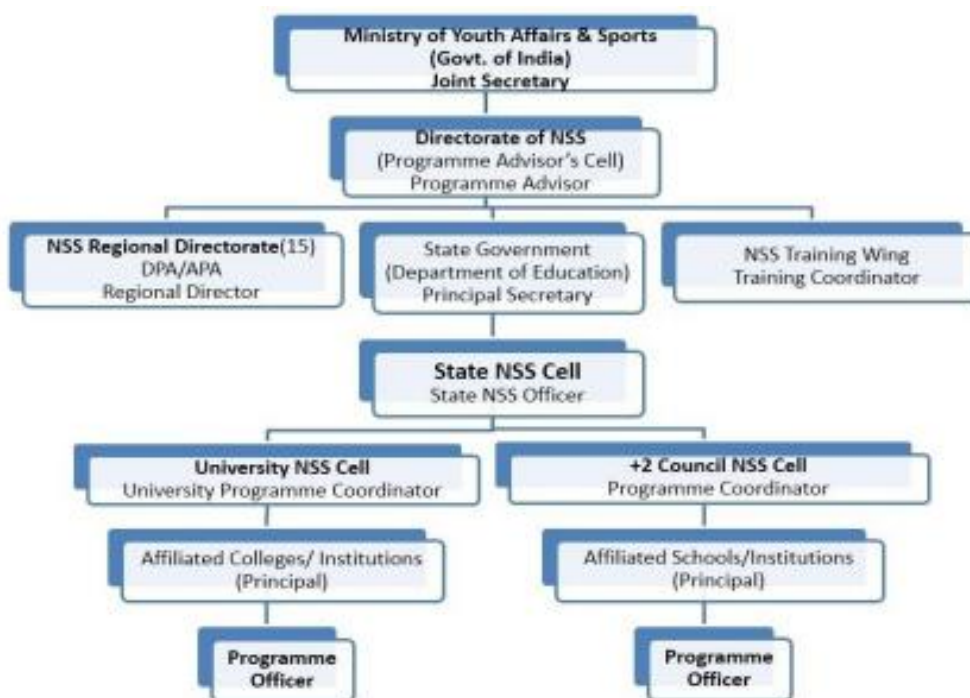 Ministry of Youth Affairs & Sports
(Govt. of India)
Joint Secretary
Directorate of NSS
(Programme Advisor's Cell)
Programme Advisor
NSS Regional Directorate(15)
DPA/APA
Regional Director
State Government
(Department of Education)
Principal Secretary
NSS Training Wing
Training Coordinator
State NSS Cell
State NSS Officer
University NSS Cell
University Programme Coordinator
+2 Council NSS Cell
Programme Coordinator
Affiliated Colleges/ Institutions
(Principal)
Affiliated Schools/Institutions
(Principal)
Programme
Officer
Programme
Officer